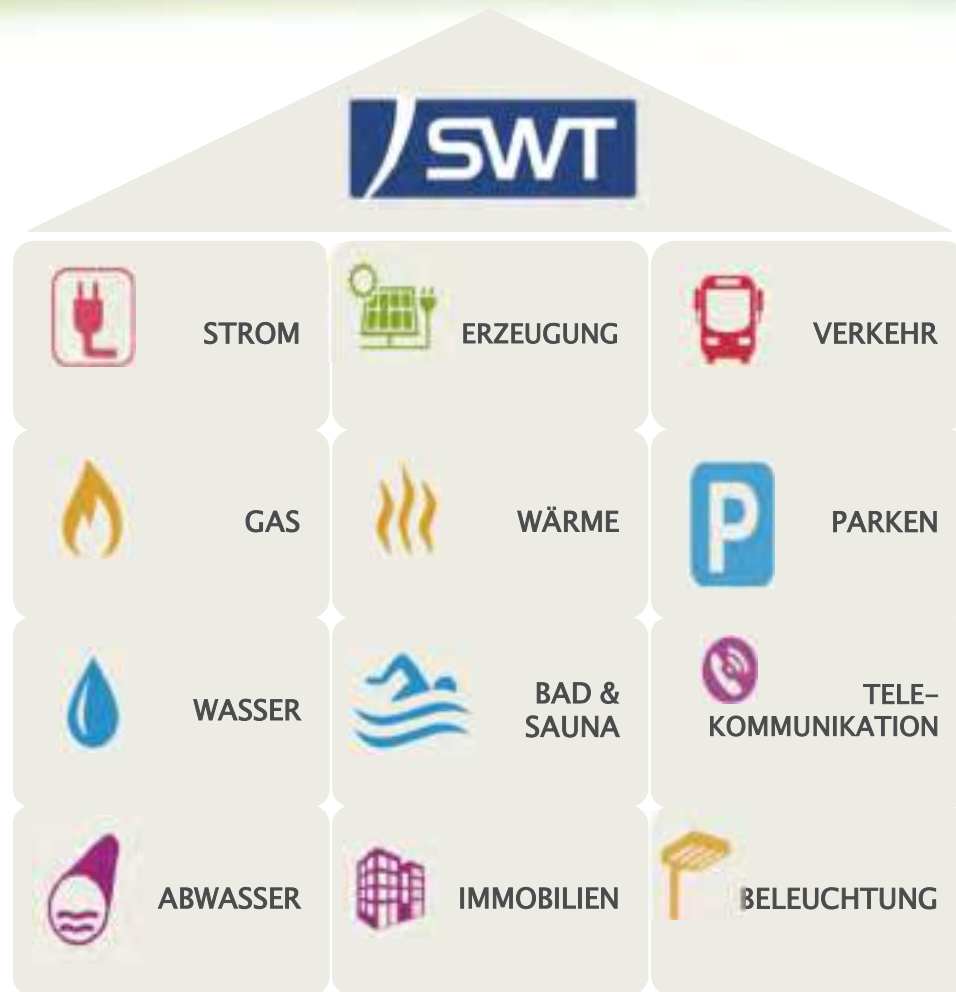 SWT
STROM
ERZEUGUNG
VERKEHR
GAS
WÄRME
P
PARKEN
WASSER
BAD &
SAUNA
TELE-
KOMMUNIKATION
ABWASSER
IMMOBILIEN
BELEUCHTUNG